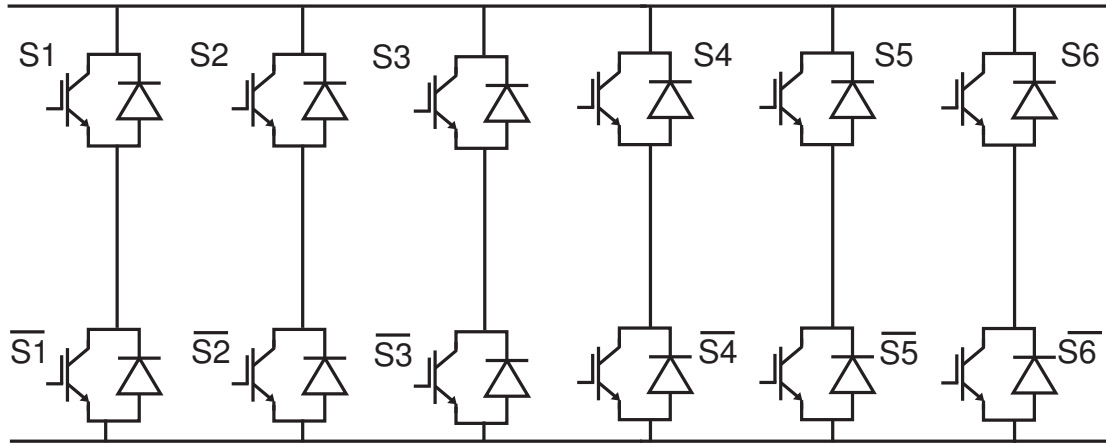 S1 S2 S3 S4 S5 S6
S̅1̅ S̅2̅ S̅3̅ S̅4̅ S̅5̅ S̅6̅